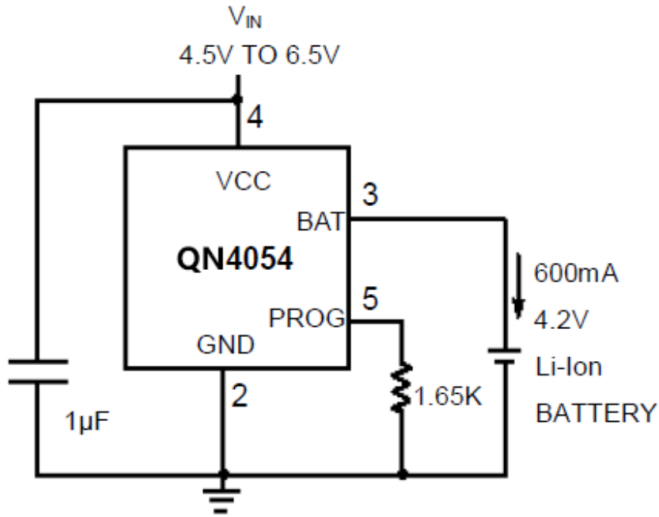 VIN
4.5V TO 6.5V
4
VCC
3
BAT
QN4054
600mA
5
PROG
4.2V
GND
Li-Ion
2
1.65K
1µF
BATTERY